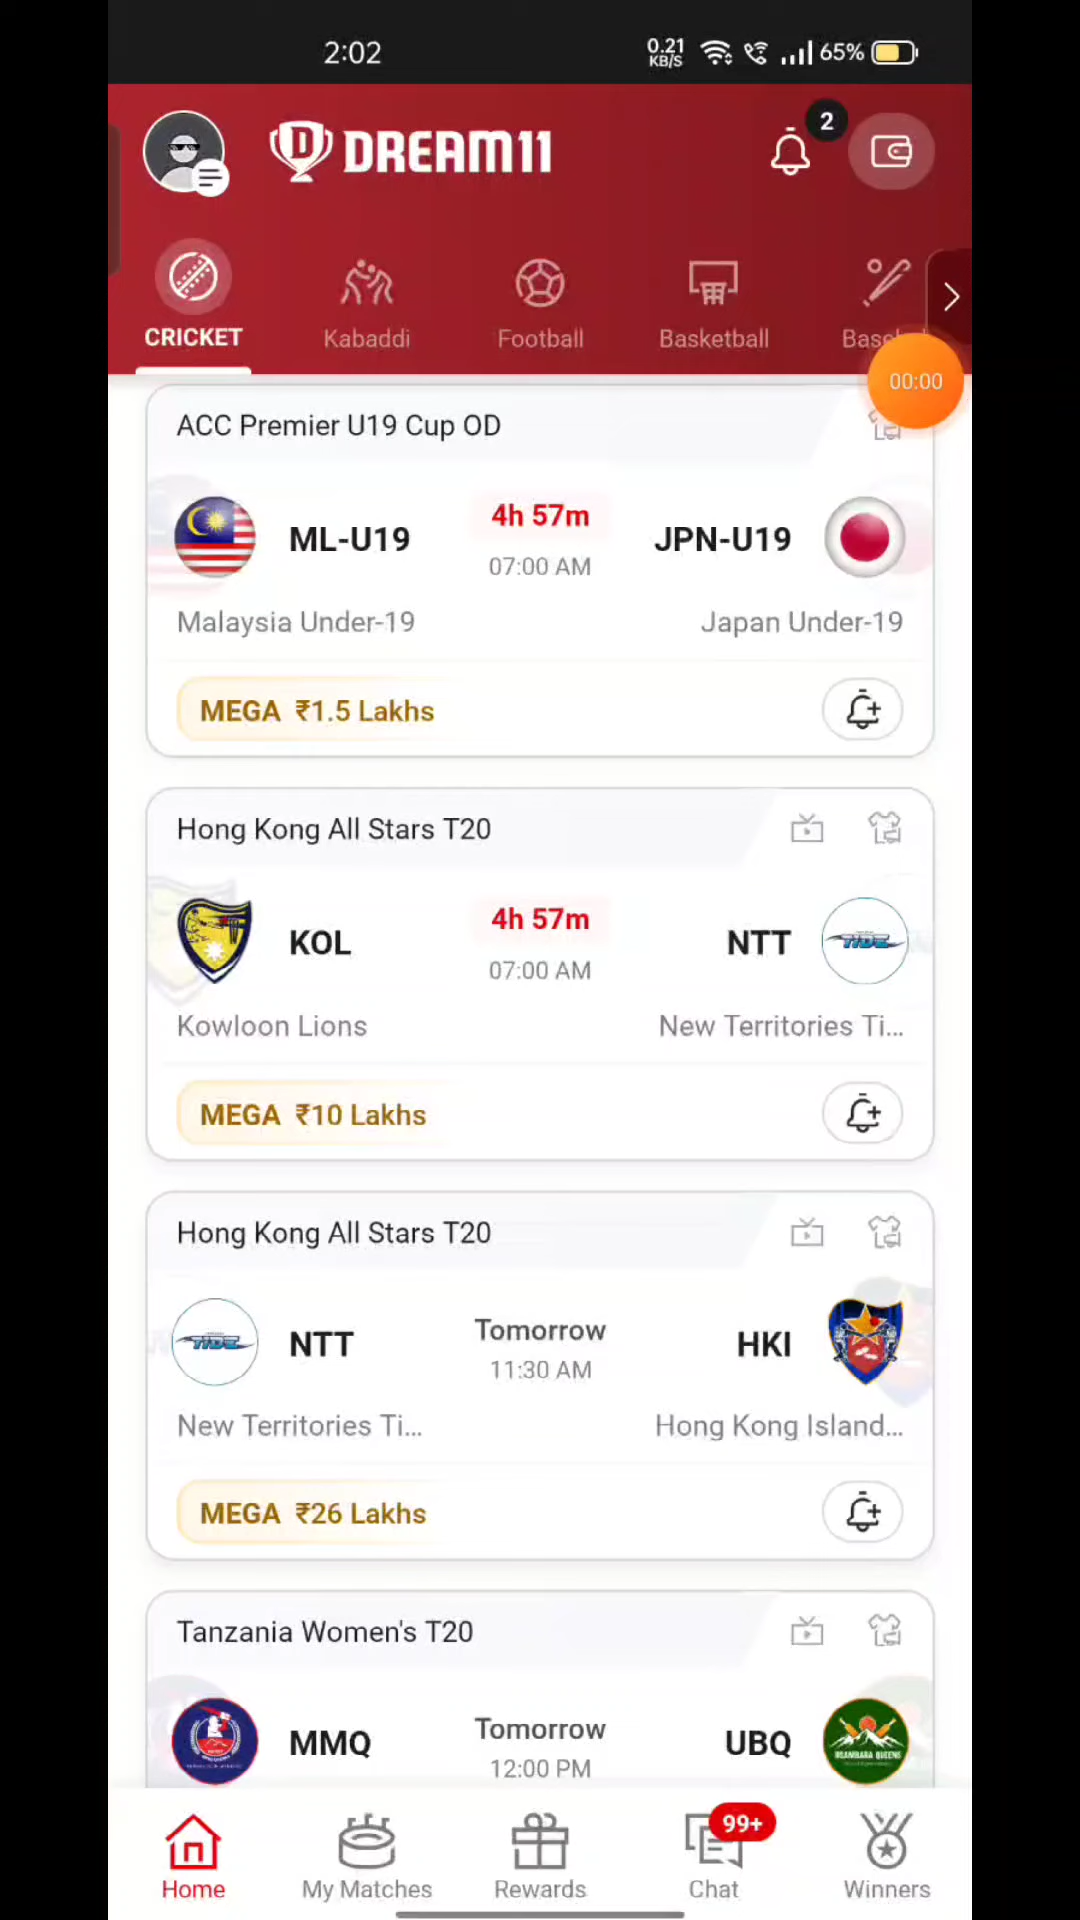 2:02
0.21
KB/S
65%
DREAM11
2
CRICKET
Kabaddi
Football
Basketball
00:00
ACC Premier U19 Cup OD
ML-U19
4h 57m
07:00 AM
JPN-U19
Malaysia Under-19
Japan Under-19
MEGA ₹1.5 Lakhs
Hong Kong All Stars T20
KOL
4h 57m
07:00 AM
NTT
TIDE
Kowloon Lions
New Territories Ti...
MEGA ₹10 Lakhs
Hong Kong All Stars T20
TIDE
NTT
Tomorrow
11:30 AM
HKI
New Territories Ti...
Hong Kong Island...
MEGA ₹26 Lakhs
Tanzania Women's T20
MMQ
Tomorrow
12:00 PM
UBQ
USAMBARA QUEENS
Home
My Matches
Rewards
99+
Chat
Winners